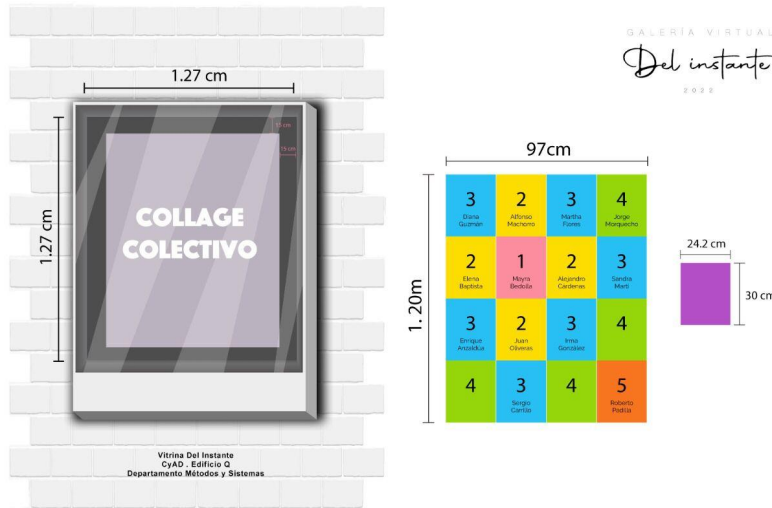 GALERÍA VIRTUAL
Del instante
1.27 cm
1.27 cm
15 cm
15 cm
COLLAGE
COLECTIVO
Vitrina Del Instante
CyAD . Edificio Q
Departamento Métodos y Sistemas
97cm
1.20m
3
Diana
Guzmán
2
Alfonso
Machorro
3
Martha
Flores
4
Jorge
Morquecho
2
Elena
Baptista
1
Mayra
Bedolla
2
Alejandro
Cárdenas
3
Sandra
Martí
3
Enrique
Anzaldúa
2
Juan
Oliveras
3
Irma
González
4
4
3
Sergio
Carrillo
4
5
Roberto
Padilla
24.2 cm
30 cm